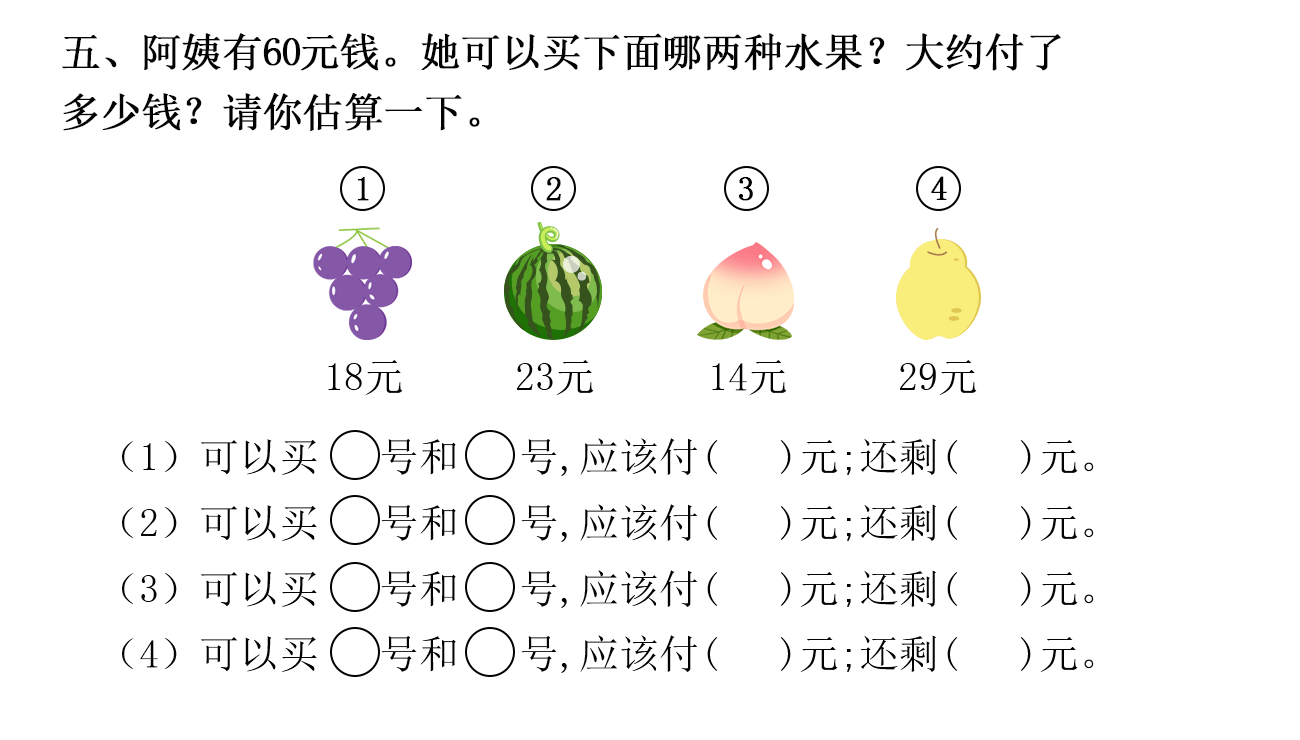 五、阿姨有60元钱。她可以买下面哪两种水果？大约付了
多少钱？请你估算一下。
① ② ③ ④
18元 23元 14元 29元
（1）可以买○号和○号,应该付( )元;还剩( )元。
（2）可以买○号和○号,应该付( )元;还剩( )元。
（3）可以买○号和○号,应该付( )元;还剩( )元。
（4）可以买○号和○号,应该付( )元;还剩( )元。